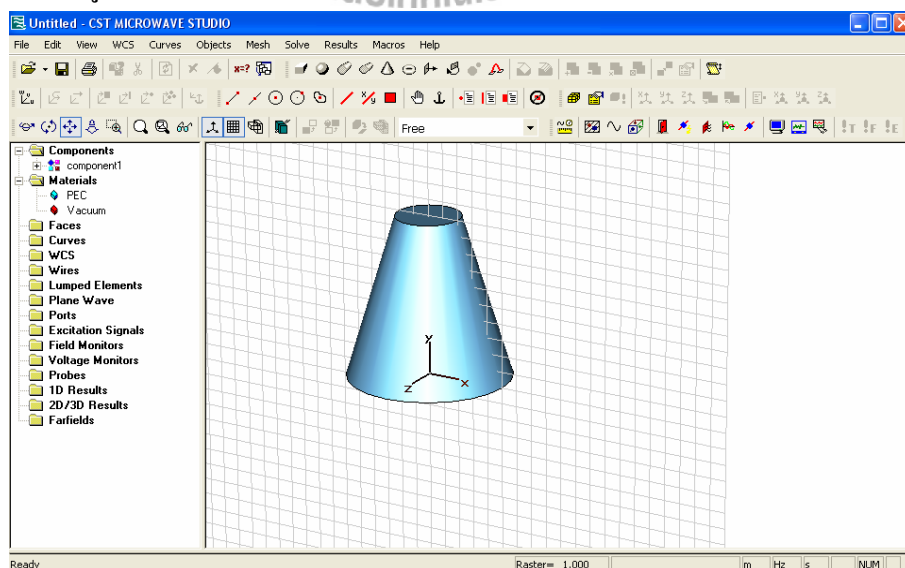 Untitled - CST MICROWAVE STUDIO
File Edit View WCS Curves Objects Mesh Solve Results Macros Help
x=?
Free
Components
component1
Materials
PEC
Vacuum
Faces
Curves
WCS
Wires
Lumped Elements
Plane Wave
Ports
Excitation Signals
Field Monitors
Voltage Monitors
Probes
1D Results
2D/3D Results
Farfields
y
z x
Ready Raster= 1.000 m Hz s NUM